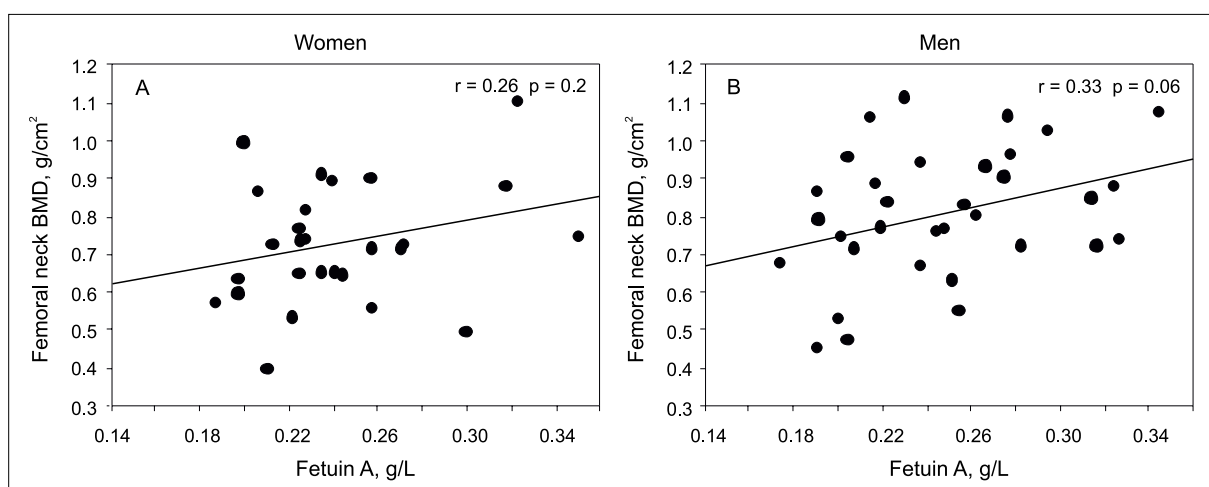 Women
A
r = 0.26 p = 0.2
Femoral neck BMD, g/cm²
1.2
1.1
1.0
0.9
0.8
0.7
0.6
0.5
0.4
0.3
0.14 0.18 0.22 0.26 0.30 0.34
Fetuin A, g/L
Men
B
r = 0.33 p = 0.06
Femoral neck BMD, g/cm²
1.2
1.1
1.0
0.9
0.8
0.7
0.6
0.5
0.4
0.3
0.14 0.18 0.22 0.26 0.30 0.34
Fetuin A, g/L